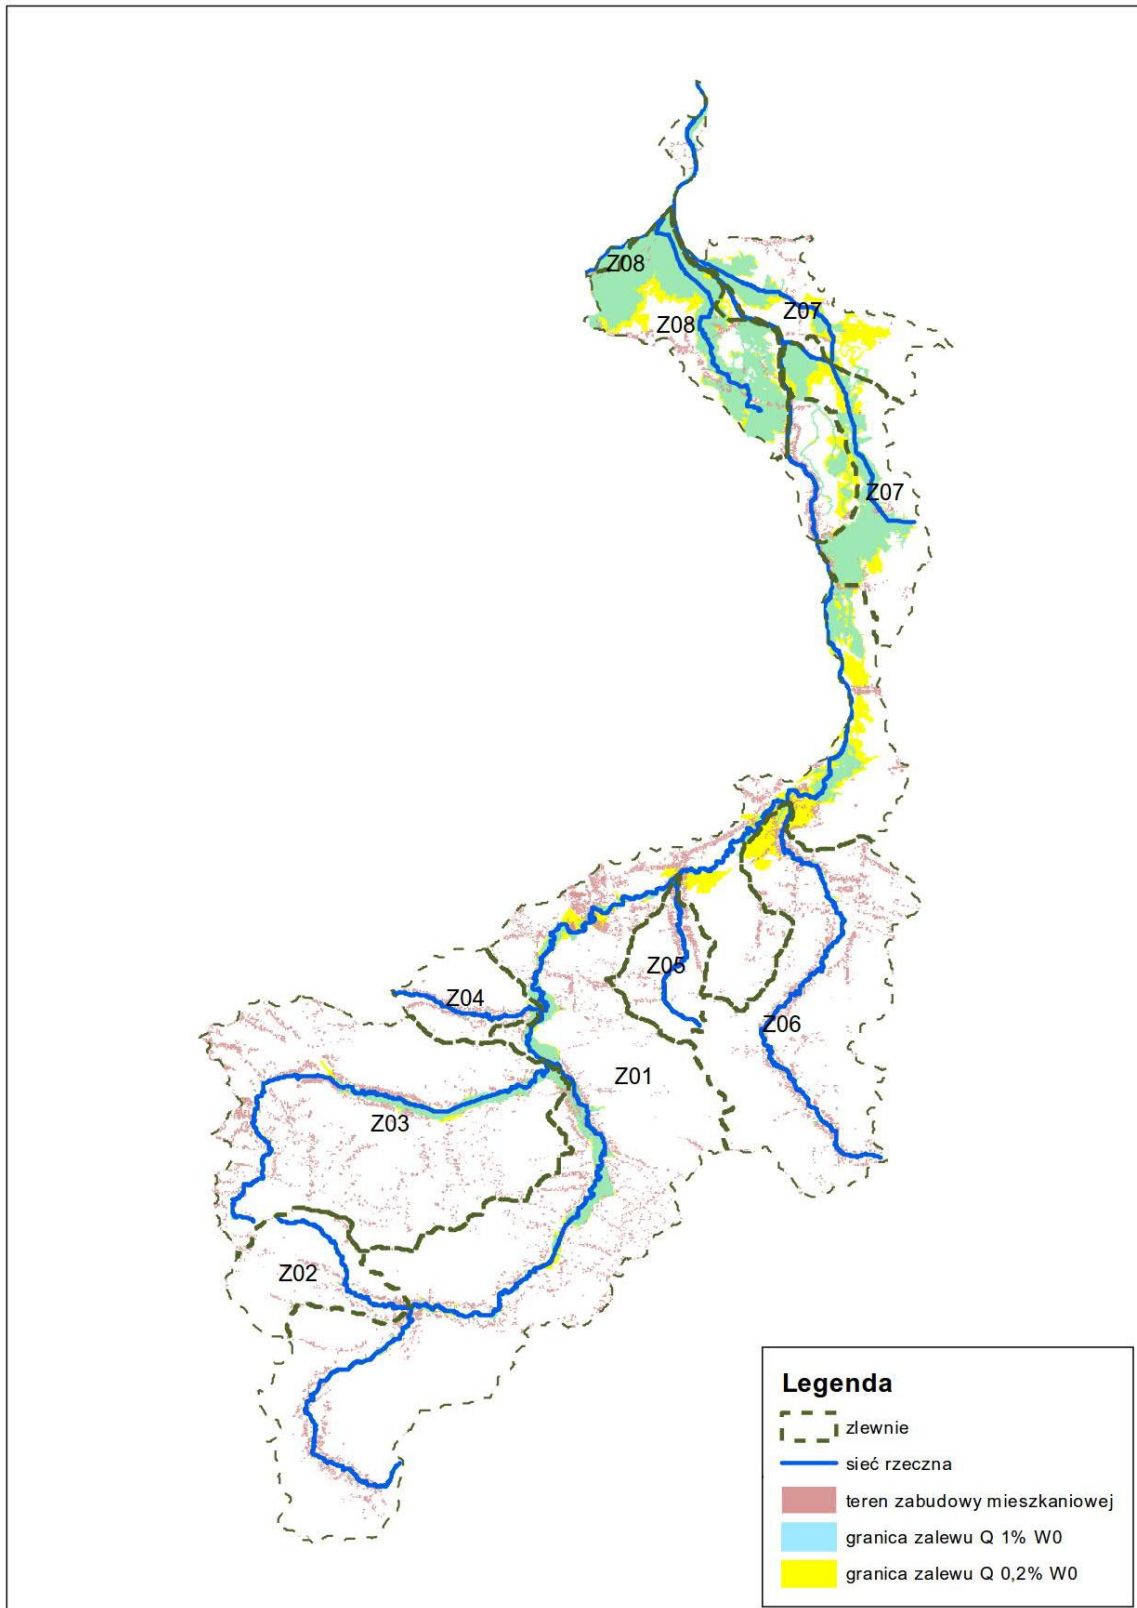 Z08
Z07
Z08
Z07
Z05
Z04
Z06
Z01
Z03
Z02
Legenda
zlewnie
sieć rzeczna
teren zabudowy mieszkaniowej
granica zalewu Q 1% W0
granica zalewu Q 0,2% W0